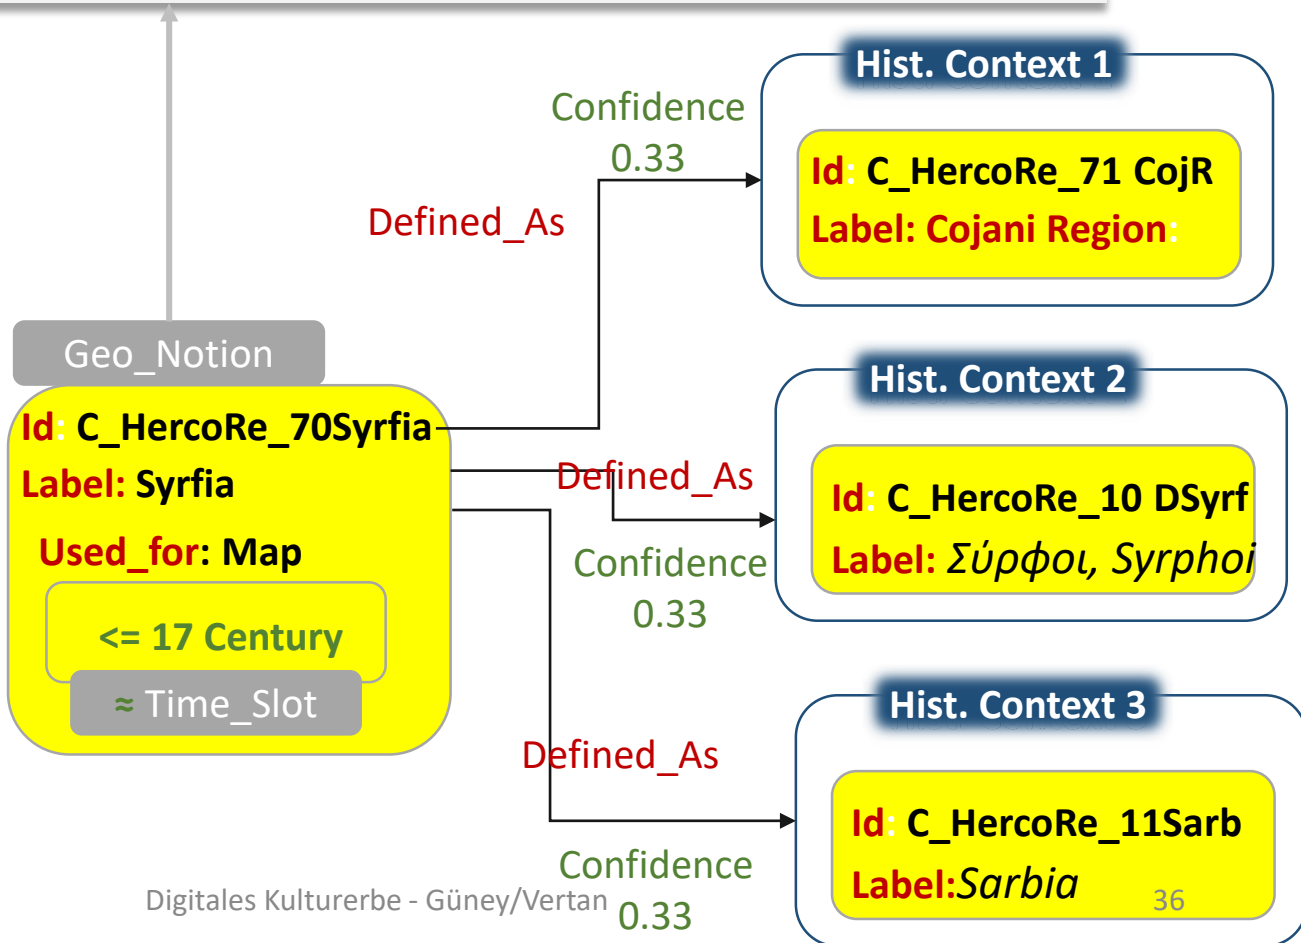 Hist. Context 1
Confidence
0.33
Id: C_HercoRe_71 CojR
Label: Cojani Region:
Defined_As
Geo_Notion
Id: C_HercoRe_70Syrfia
Label: Syrfia
Used_for: Map
<= 17 Century
≈ Time_Slot
Hist. Context 2
Defined_As
Id: C_HercoRe_10 DSyrf
Label: Σύρφοι, Syrphoi
Confidence
0.33
Hist. Context 3
Defined_As
Id: C_HercoRe_11Sarb
Label:Sarbia
Confidence
0.33
Digitales Kulturerbe - Güney/Vertan
36